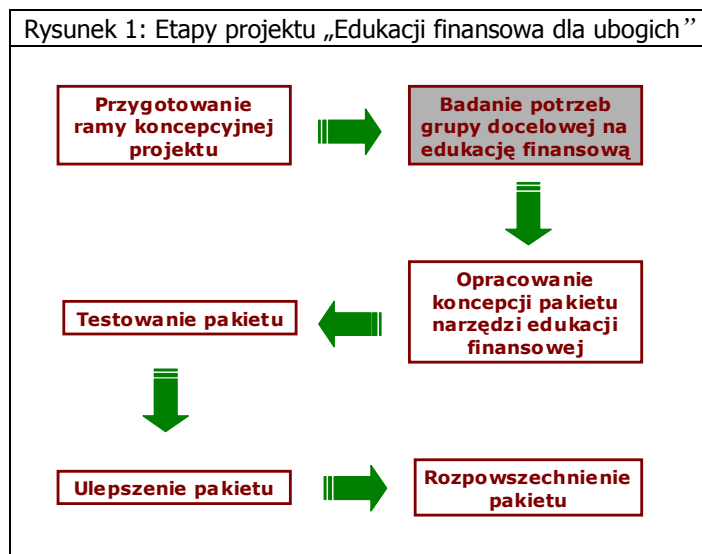 Rysunek 1: Etapy projektu „Edukacji finansowa dla ubogich”
Przygotowanie
ramy koncepcyjnej
projektu
Badanie potrzeb
grupy docelowej na
edukację finansową
Opracowanie
koncepcji pakietu
narzędzi edukacji
finansowej
Testowanie pakietu
Ulepszenie pakietu
Rozpowszechnienie
pakietu